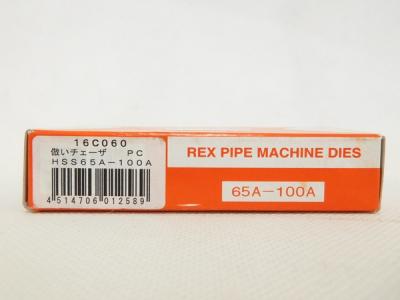 16C060
倣いチェーザ PC
HSS65A-100A
4514706012589
REX PIPE MACHINE DIES
65A-100A